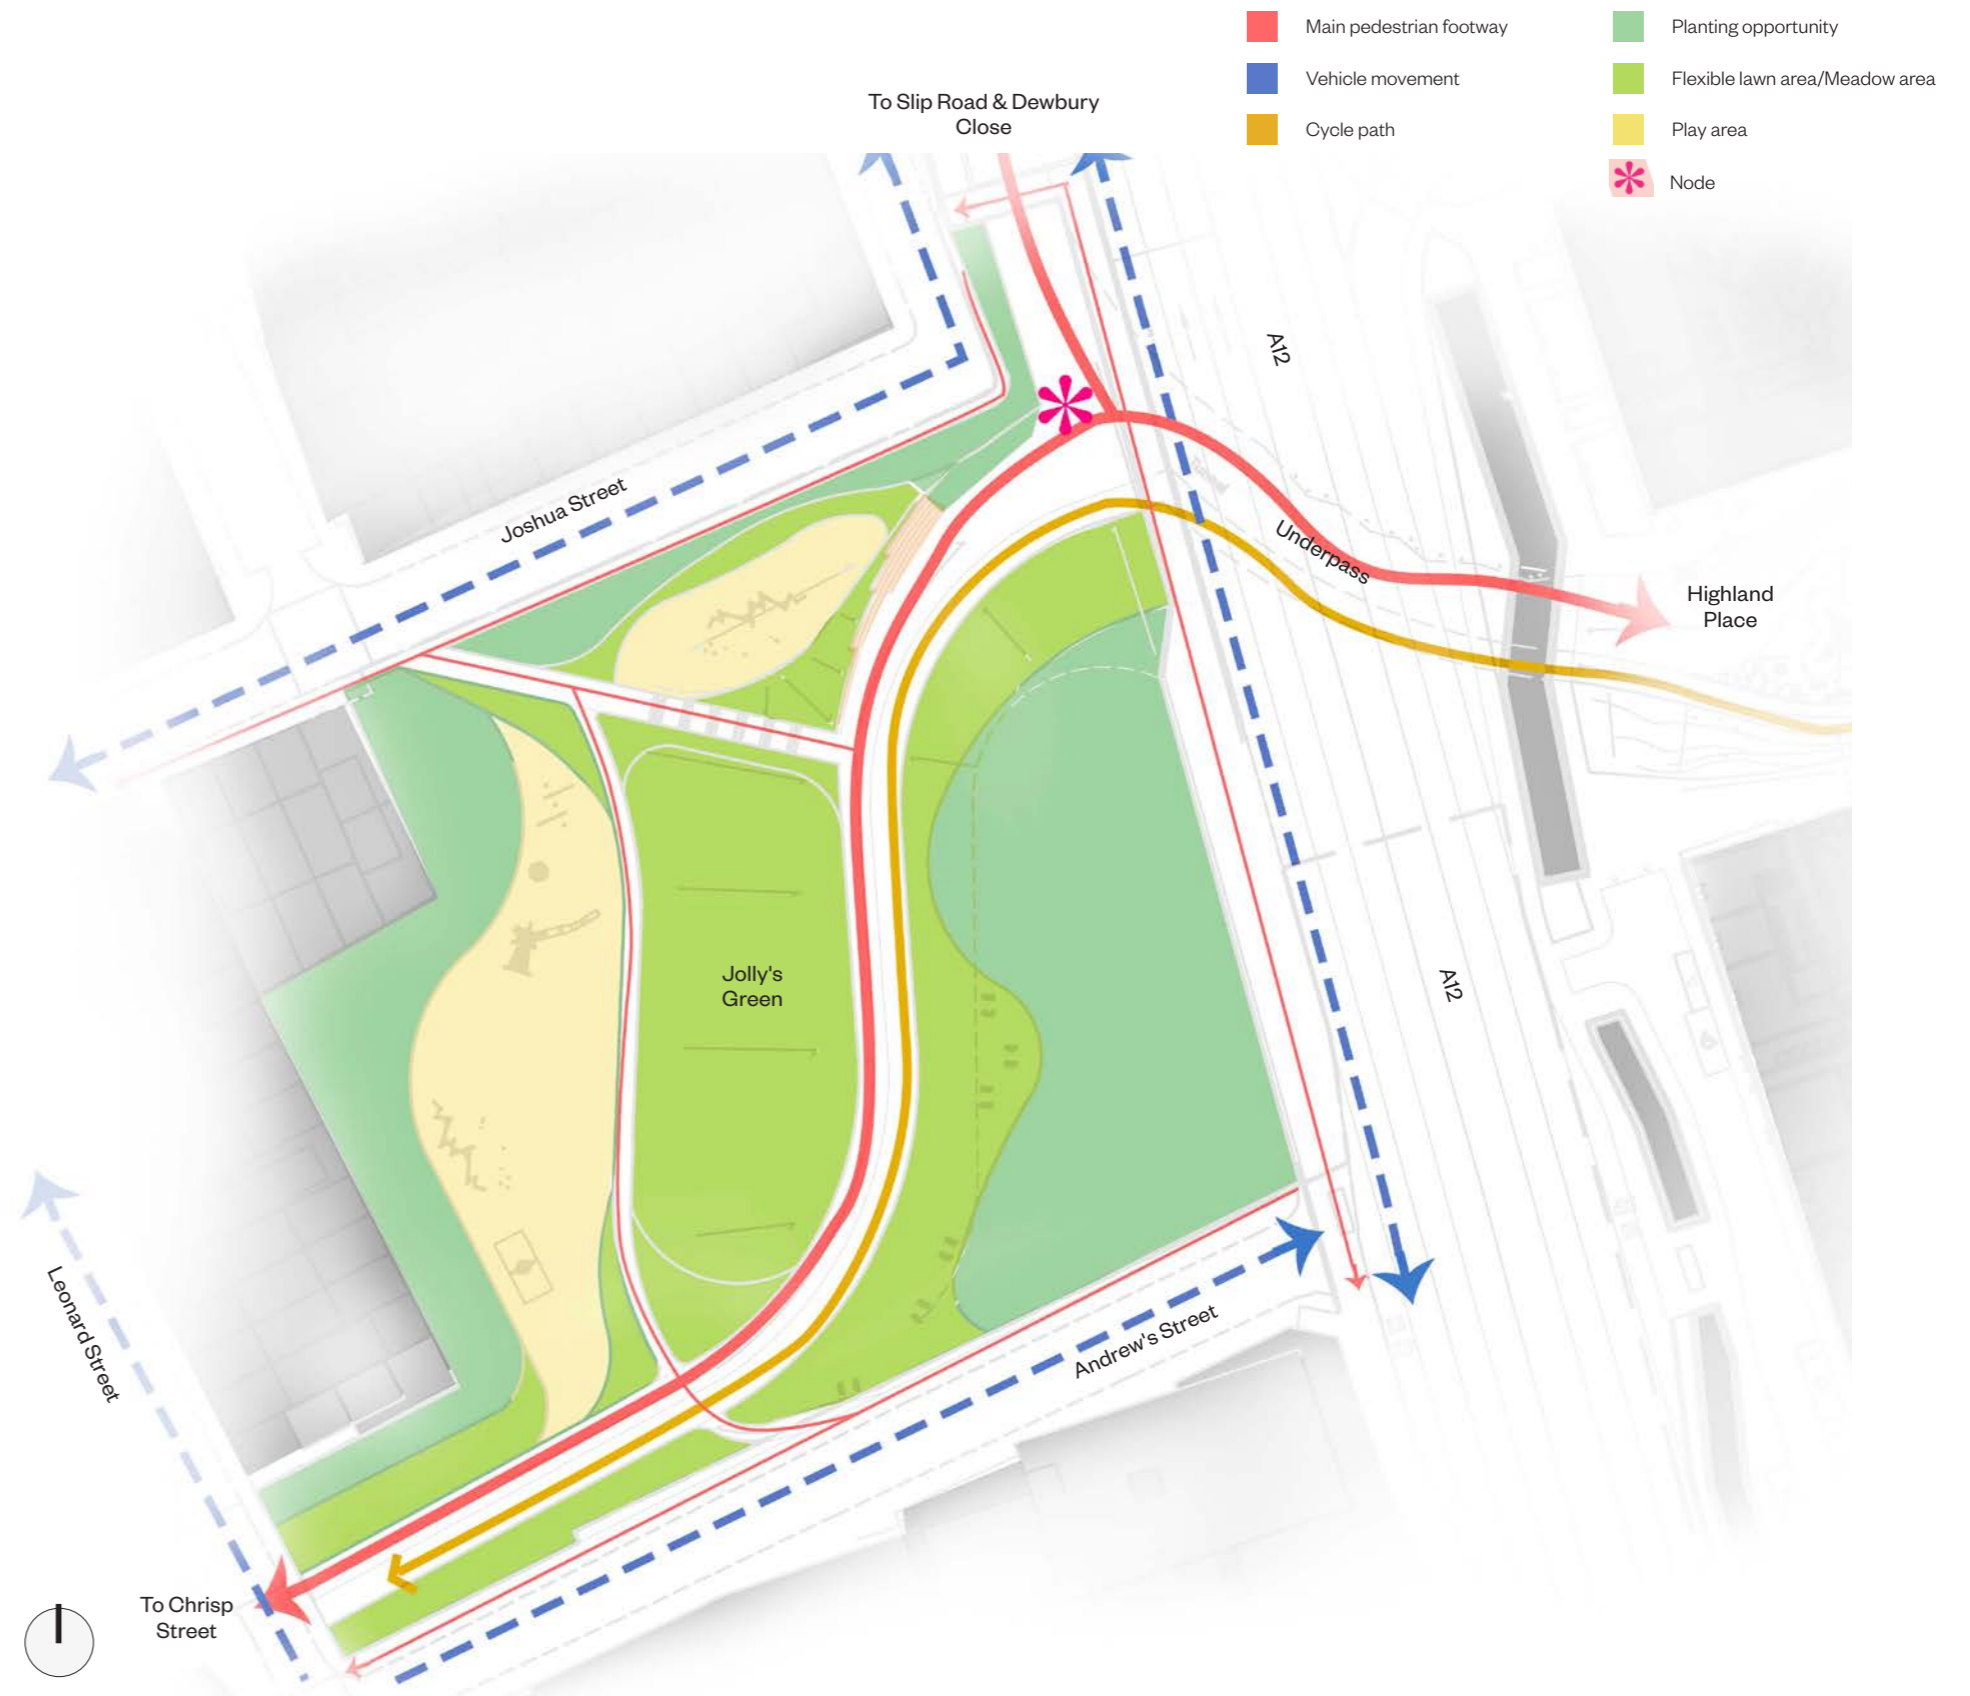 Main pedestrian footway
Vehicle movement
Cycle path
Planting opportunity
Flexible lawn area/Meadow area
Play area
Node
To Slip Road & Dewbury
Close
A12
Joshua Street
Underpass
Highland
Place
Jolly's
Green
A12
Leonard Street
Andrew's Street
To Chrisp
Street